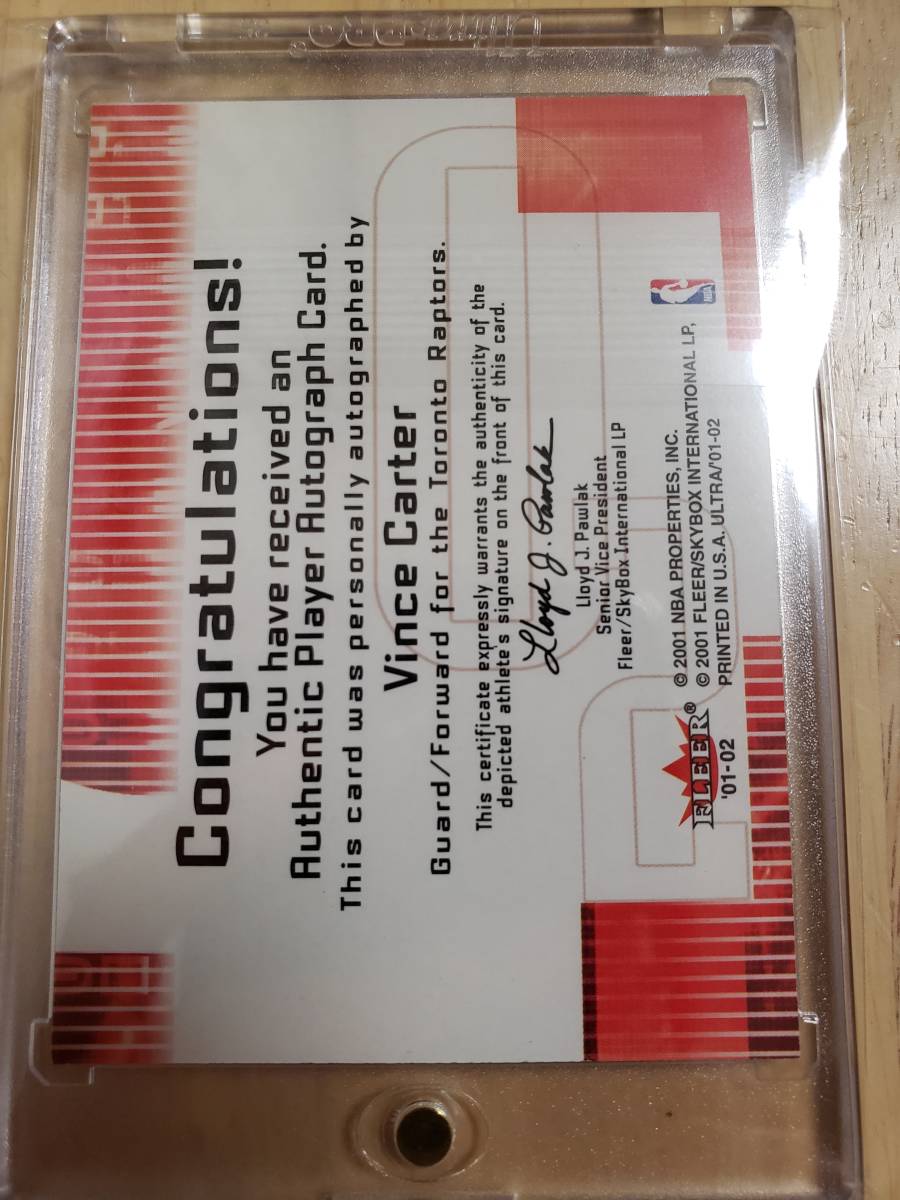 Ultra PRO®
Congratulations!
You have received an
Authentic Player Autograph Card.
This card was personally autographed by
Vince Carter
Guard/Forward for the Toronto Raptors.
This certificate expressly warrants the authenticity of the
depicted athlete's signature on the front of this card.
Lloyd J. Pawlak
Lloyd J. Pawlak
Senior Vice President
Fleer/SkyBox International LP
FLEER®
'01-02
© 2001 NBA PROPERTIES, INC.
© 2001 FLEER/SKYBOX INTERNATIONAL LP,
PRINTED IN U.S.A. ULTRA/'01-02
NBA